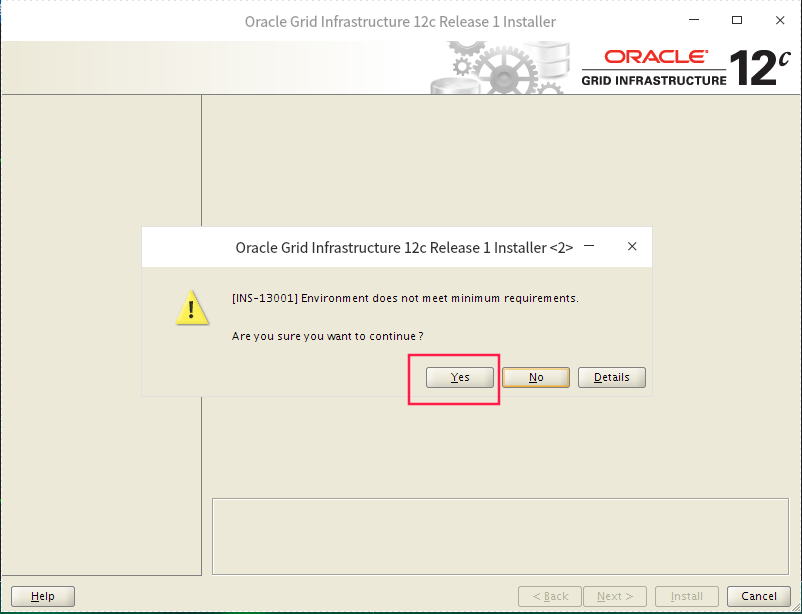 Oracle Grid Infrastructure 12c Release 1 Installer
ORACLE®
GRID INFRASTRUCTURE
12c
Oracle Grid Infrastructure 12c Release 1 Installer <2>
[INS-13001] Environment does not meet minimum requirements.
Are you sure you want to continue?
Yes No Details
Help < Back Next > Install Cancel